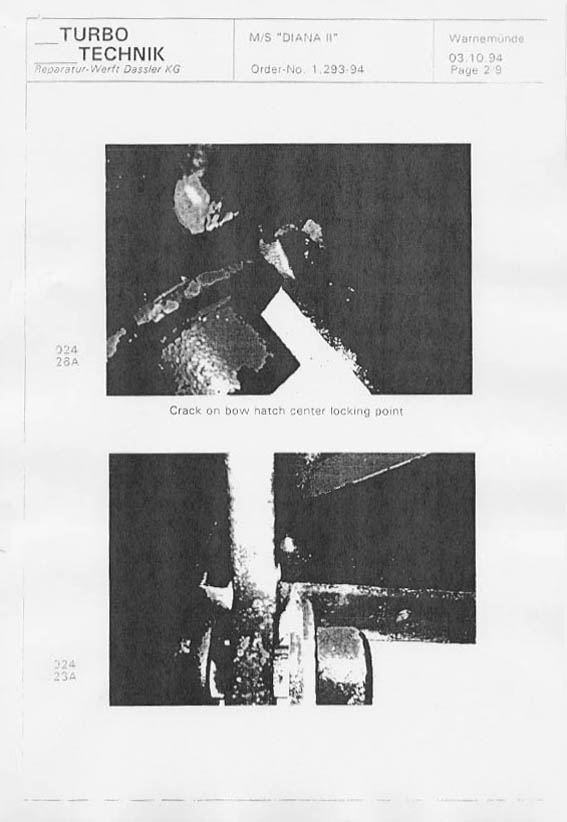 TURBO
TECHNIK
Reparatur-Werft Dassler KG
M/S "DIANA II"
Order-No. 1.293-94
Warnemünde
03.10.94
Page 2/9
024
26A
Crack on bow hatch center locking point
024
23A